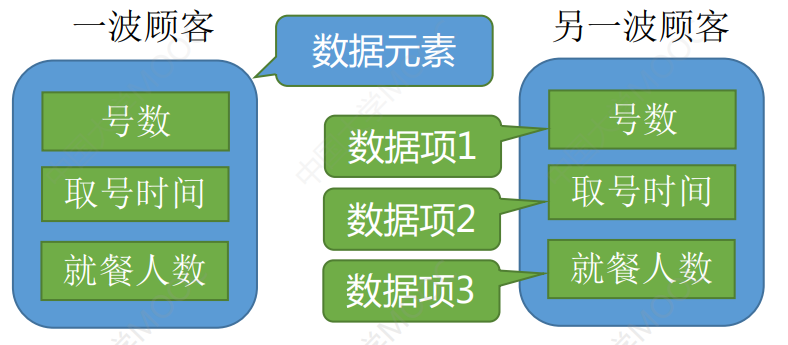 一波顾客
另一波顾客
数据元素
号数
取号时间
就餐人数
数据项1
数据项2
数据项3
号数
取号时间
就餐人数